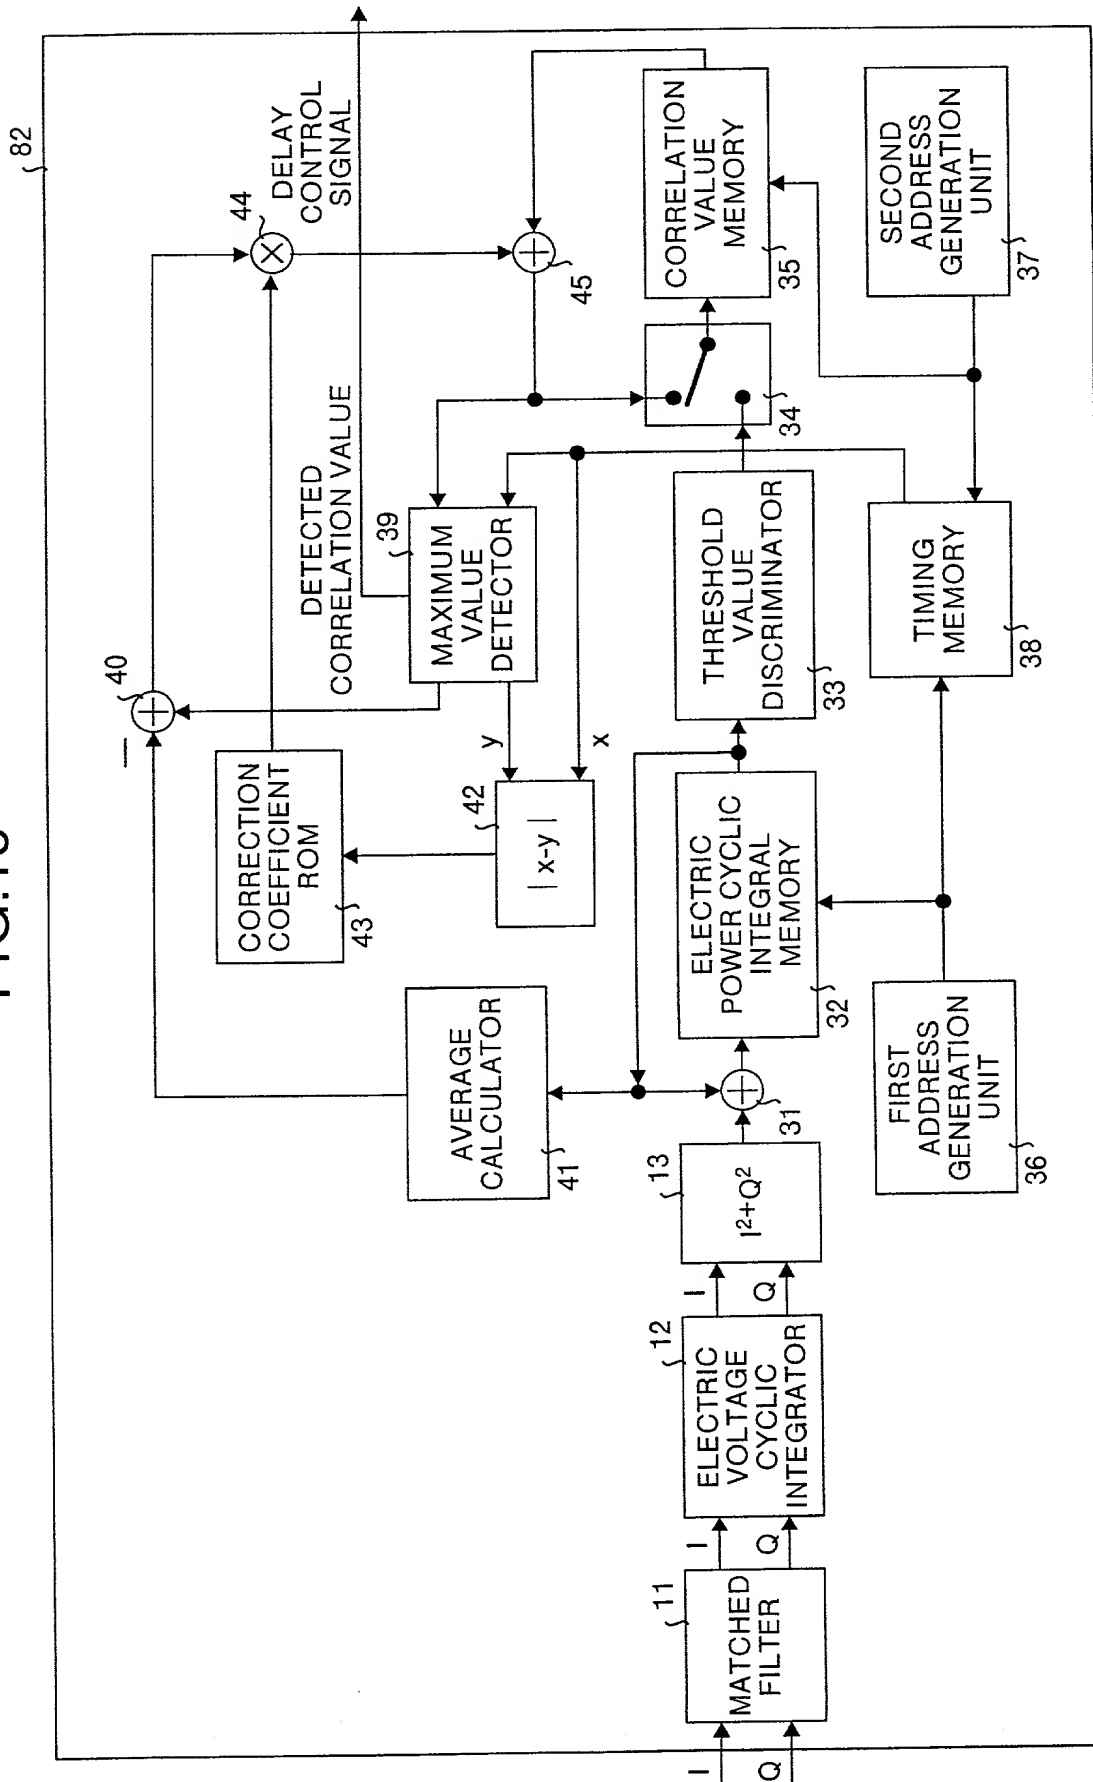 82
44
DELAY
CONTROL
SIGNAL
DETECTED
CORRELATION VALUE
40
—
CORRECTION
COEFFICIENT
ROM
43
39
MAXIMUM
VALUE
DETECTOR
y
x
42
| x-y |
45
AVERAGE
CALCULATOR
41
I
Q
11
MATCHED
FILTER
I
Q
12
ELECTRIC
VOLTAGE
CYCLIC
INTEGRATOR
I
Q
13
I²+Q²
31
ELECTRIC
POWER CYCLIC
INTEGRAL
MEMORY
32
THRESHOLD
VALUE
DISCRIMINATOR
33
34
CORRELATION
VALUE
MEMORY
35
FIRST
ADDRESS
GENERATION
UNIT
36
TIMING
MEMORY
38
SECOND
ADDRESS
GENERATION
UNIT
37